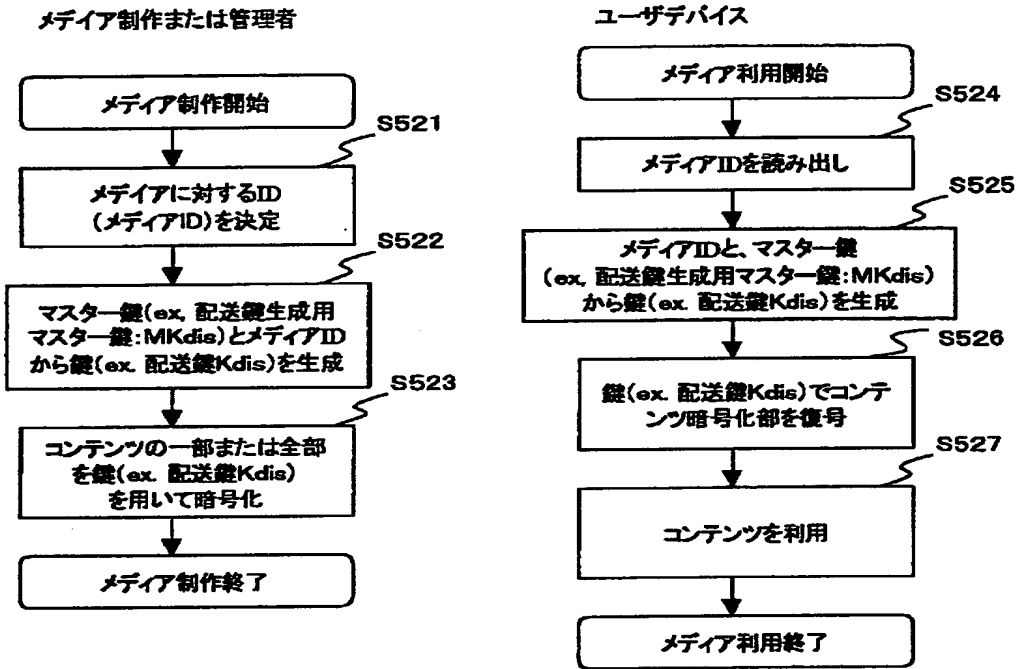 メディア制作または管理者
メディア制作開始
S521
メデイアに対するID
(メディアID)を決定
S522
マスター鍵(ex, 配送鍵生成用
マスター鍵:MKdis)とメディアID
から鍵(ex. 配送鍵Kdis)を生成
S523
コンテンツの一部または全部
を鍵(ex. 配送鍵Kdis)
を用いて暗号化
メディア制作終了
ユーザデバイス
メディア利用開始
S524
メディアIDを読み出し
S525
メディアIDと、マスター鍵
(ex, 配送鍵生成用マスター鍵:MKdis)
から鍵(ex. 配送鍵Kdis)を生成
S526
鍵(ex. 配送鍵Kdis)でコンテ
ンツ暗号化部を復号
S527
コンテンツを利用
メディア利用終了